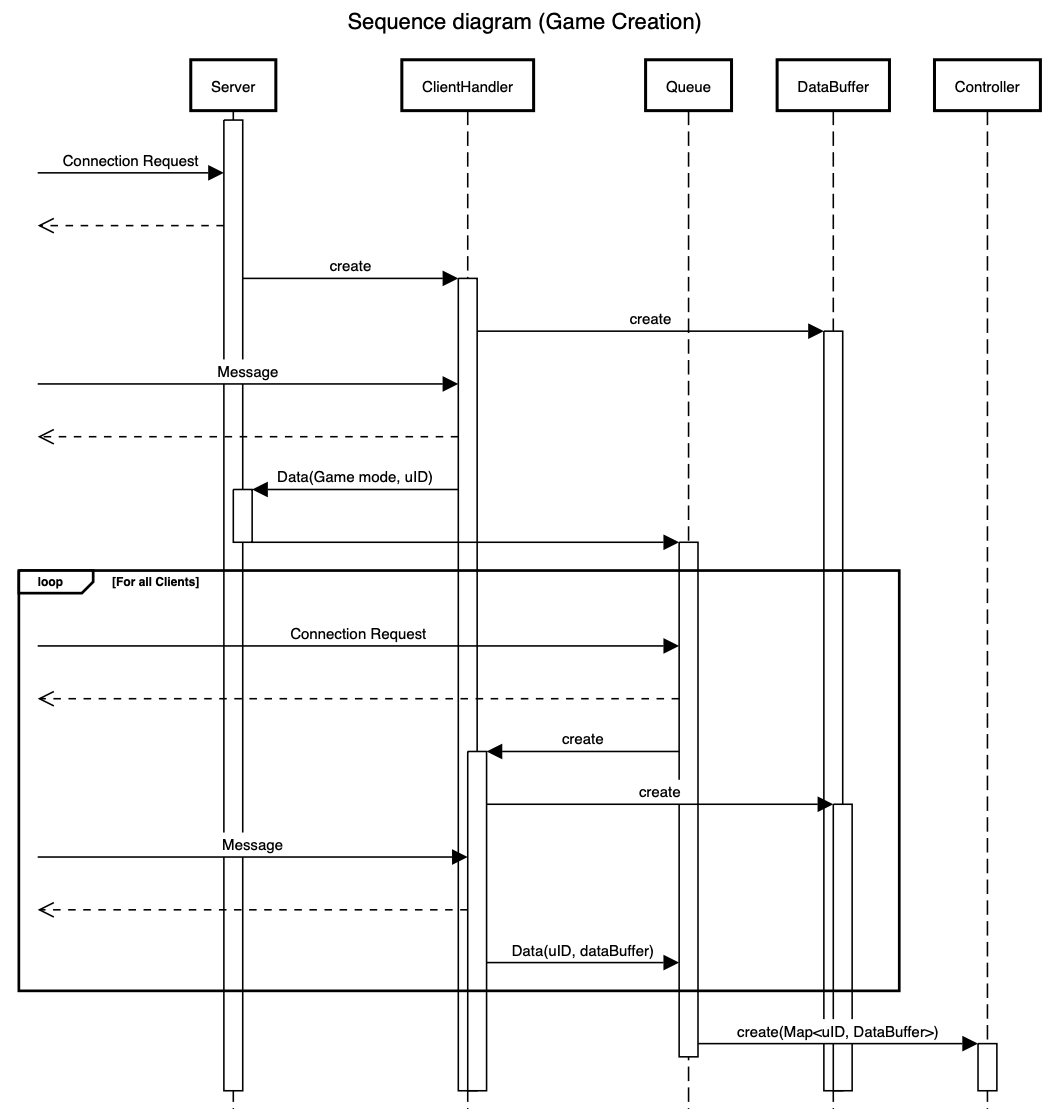 Sequence diagram (Game Creation)
Server
ClientHandler
Queue
DataBuffer
Controller
Connection Request
create
create
Message
Data(Game mode, uID)
loop
[For all Clients]
Connection Request
create
create
Message
Data(uID, dataBuffer)
create(Map<uID, DataBuffer>)